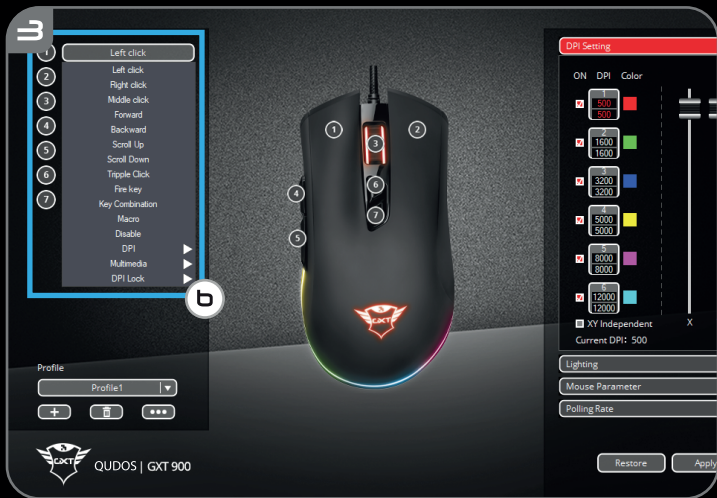 3
1
Left click
2
Left click
Right click
3
Middle click
Forward
4
Backward
5
Scroll Up
Scroll Down
6
Tripple Click
Fire key
7
Key Combination
Macro
Disable
DPI
Multimedia
DPI Lock
b
Profile
Profile1
QUDOS | GXT 900
1
2
3
4
5
6
7
GXT
GXT
DPI Setting
ON DPI Color
1
500
500
2
1600
1600
3
3200
3200
4
5000
5000
5
8000
8000
6
12000
12000
XY Independent
X
Current DPI: 500
Lighting
Mouse Parameter
Polling Rate
Restore
Apply